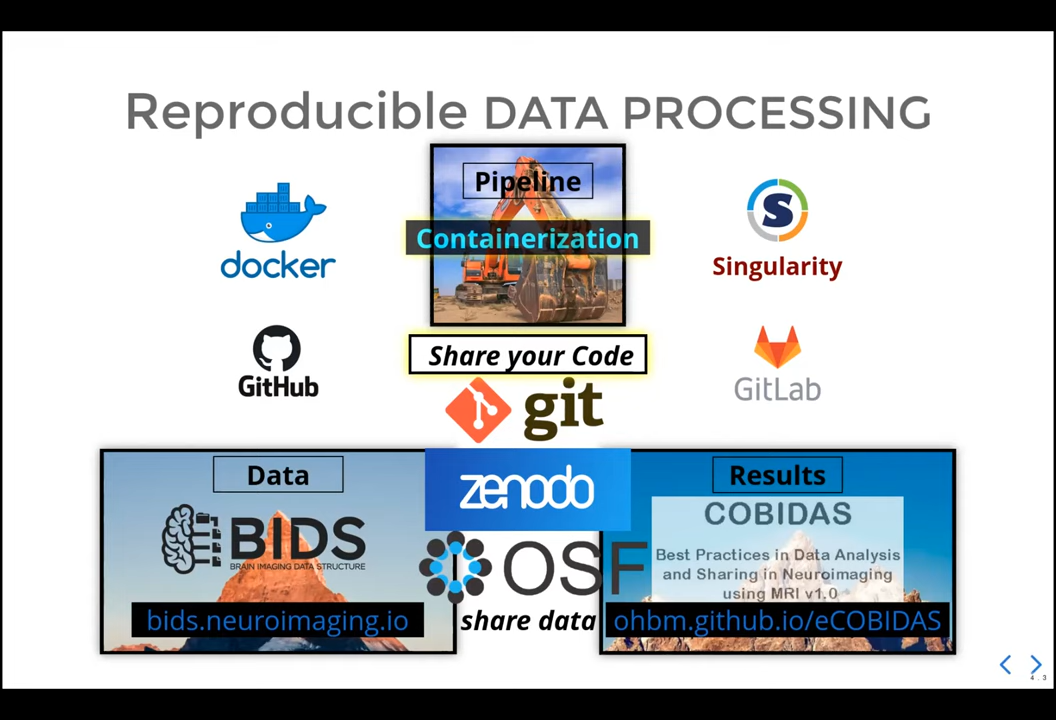 Reproducible DATA PROCESSING
Pipeline
Containerization
docker
S
Singularity
GitHub
Share your Code
git
GitLab
Data
BIDS
BRAIN IMAGING DATA STRUCTURE
bids.neuroimaging.io
zenodo
OSF
share data
Results
COBIDAS
Best Practices in Data Analysis
and Sharing in Neuroimaging
using MRI v1.0
ohbm.github.io/eCOBIDAS
4.3